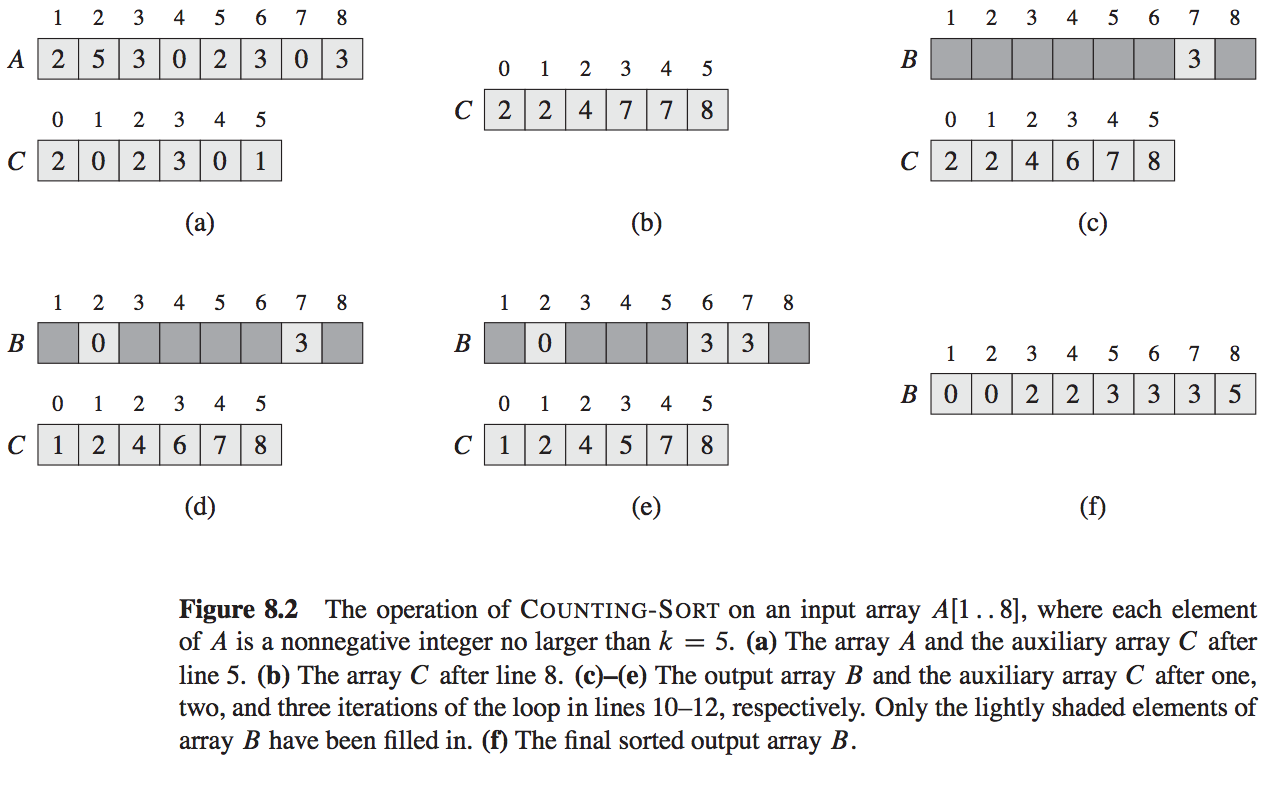 1 2 3 4 5 6 7 8
A 2 5 3 0 2 3 0 3
0 1 2 3 4 5
C 2 0 2 3 0 1
(a)
0 1 2 3 4 5
C 2 2 4 7 7 8
(b)
1 2 3 4 5 6 7 8
B 3
0 1 2 3 4 5
C 2 2 4 6 7 8
(c)
1 2 3 4 5 6 7 8
B 0 3
0 1 2 3 4 5
C 1 2 4 6 7 8
(d)
1 2 3 4 5 6 7 8
B 0 3 3
0 1 2 3 4 5
C 1 2 4 5 7 8
(e)
1 2 3 4 5 6 7 8
B 0 0 2 2 3 3 3 5
(f)
Figure 8.2 The operation of COUNTING-SORT on an input array A[1..8], where each element
of A is a nonnegative integer no larger than k = 5. (a) The array A and the auxiliary array C after
line 5. (b) The array C after line 8. (c)–(e) The output array B and the auxiliary array C after one,
two, and three iterations of the loop in lines 10–12, respectively. Only the lightly shaded elements of
array B have been filled in. (f) The final sorted output array B.